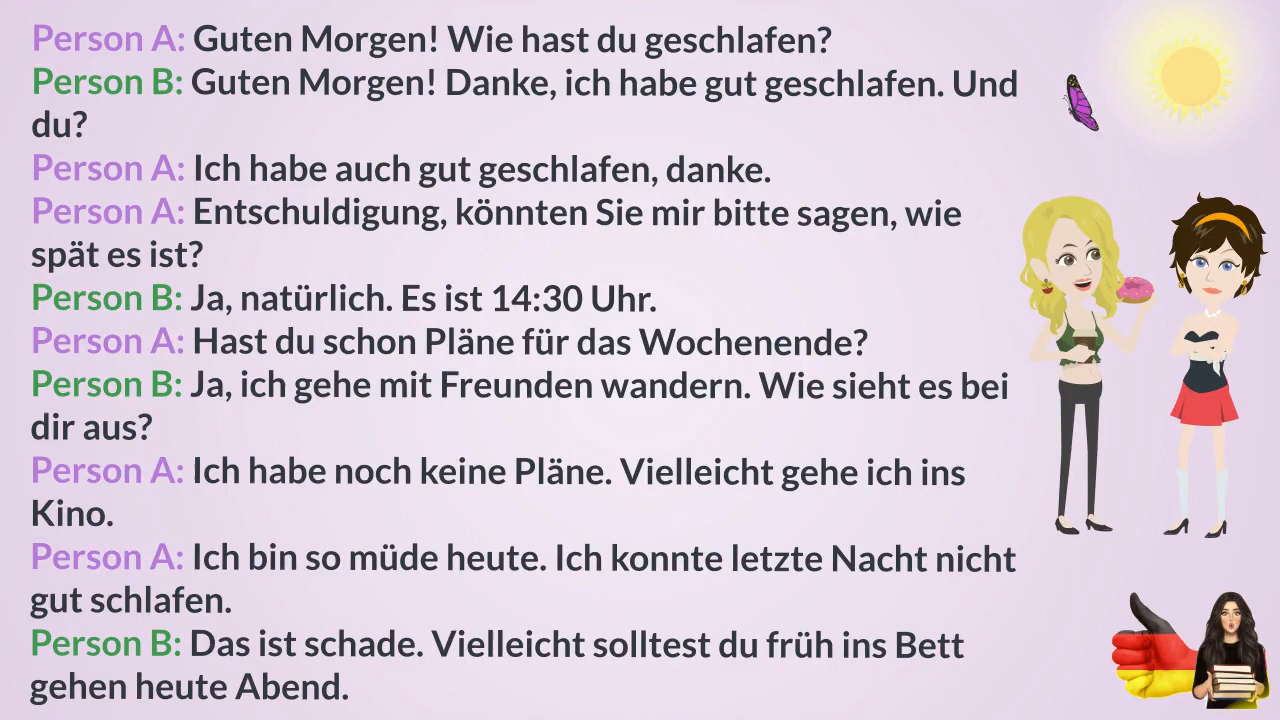 Person A: Guten Morgen! Wie hast du geschlafen?
Person B: Guten Morgen! Danke, ich habe gut geschlafen. Und
du?
Person A: Ich habe auch gut geschlafen, danke.
Person A: Entschuldigung, könnten Sie mir bitte sagen, wie
spät es ist?
Person B: Ja, natürlich. Es ist 14:30 Uhr.
Person A: Hast du schon Pläne für das Wochenende?
Person B: Ja, ich gehe mit Freunden wandern. Wie sieht es bei
dir aus?
Person A: Ich habe noch keine Pläne. Vielleicht gehe ich ins
Kino.
Person A: Ich bin so müde heute. Ich konnte letzte Nacht nicht
gut schlafen.
Person B: Das ist schade. Vielleicht solltest du früh ins Bett
gehen heute Abend.